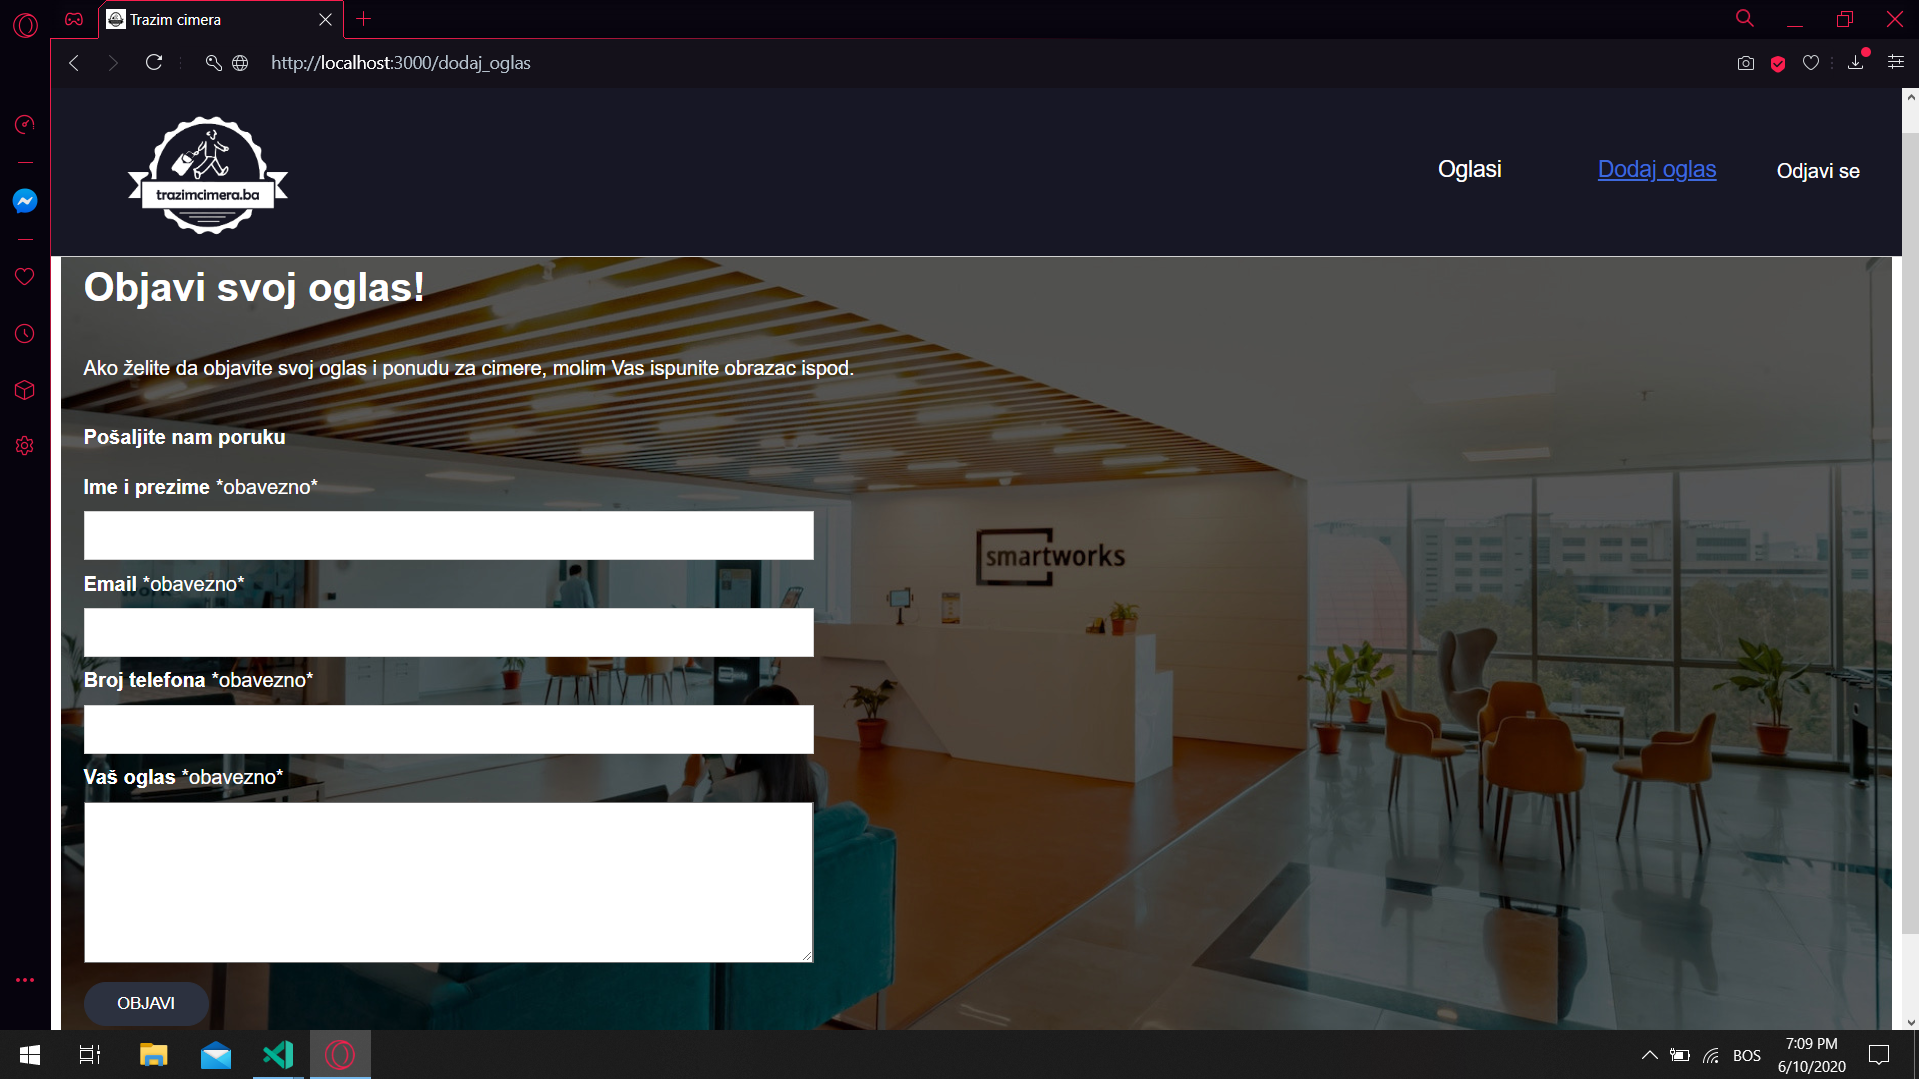 Trazim cimera
http://localhost:3000/dodaj_oglas
trazimcimera.ba
Oglasi
Dodaj oglas
Odjavi se
Objavi svoj oglas!
Ako želite da objavite svoj oglas i ponudu za cimere, molim Vas ispunite obrazac ispod.
Pošaljite nam poruku
Ime i prezime *obavezno*
smartworks
Email *obavezno*
Broj telefona *obavezno*
Vaš oglas *obavezno*
OBJAVI
BOS
7:09 PM
6/10/2020